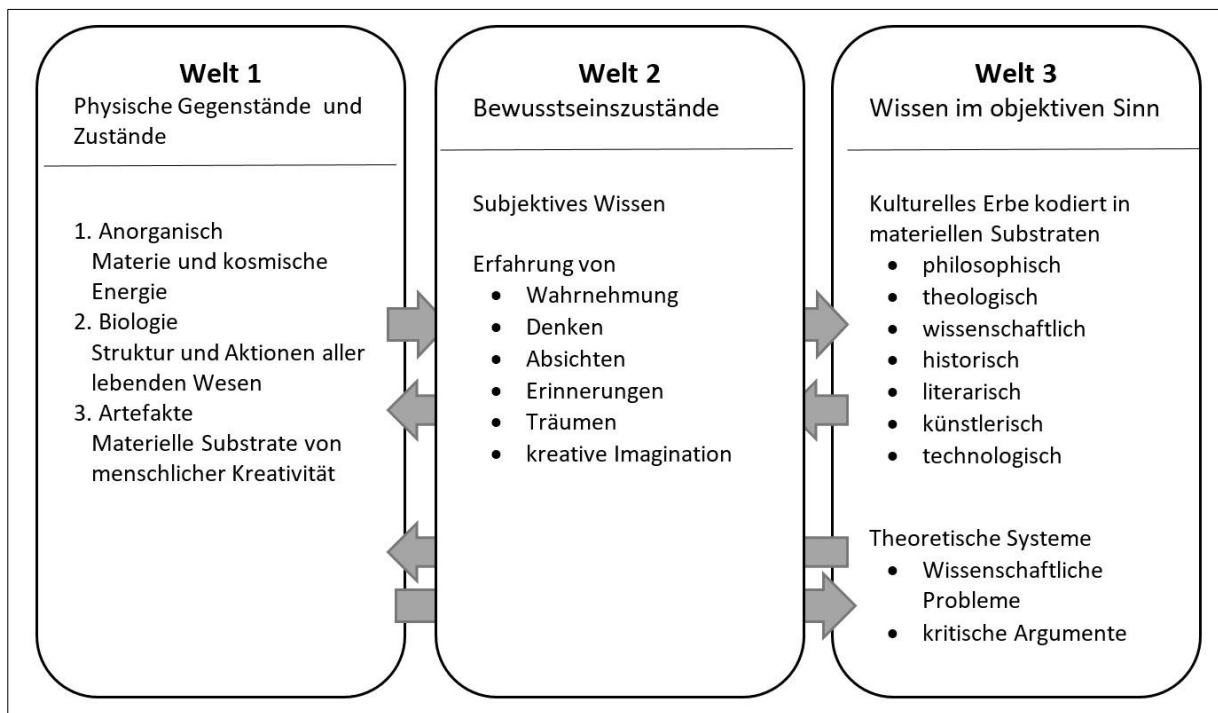 Welt 1
Physische Gegenstände und
Zustände
1. Anorganisch
Materie und kosmische
Energie
2. Biologie
Struktur und Aktionen aller
lebenden Wesen
3. Artefakte
Materielle Substrate von
menschlicher Kreativität
Welt 2
Bewusstseinszustände
Subjektives Wissen
Erfahrung von
• Wahrnehmung
• Denken
• Absichten
• Erinnerungen
• Träumen
• kreative Imagination
Welt 3
Wissen im objektiven Sinn
Kulturelles Erbe kodiert in
materiellen Substraten
• philosophisch
• theologisch
• wissenschaftlich
• historisch
• literarisch
• künstlerisch
• technologisch
Theoretische Systeme
• Wissenschaftliche
Probleme
• kritische Argumente